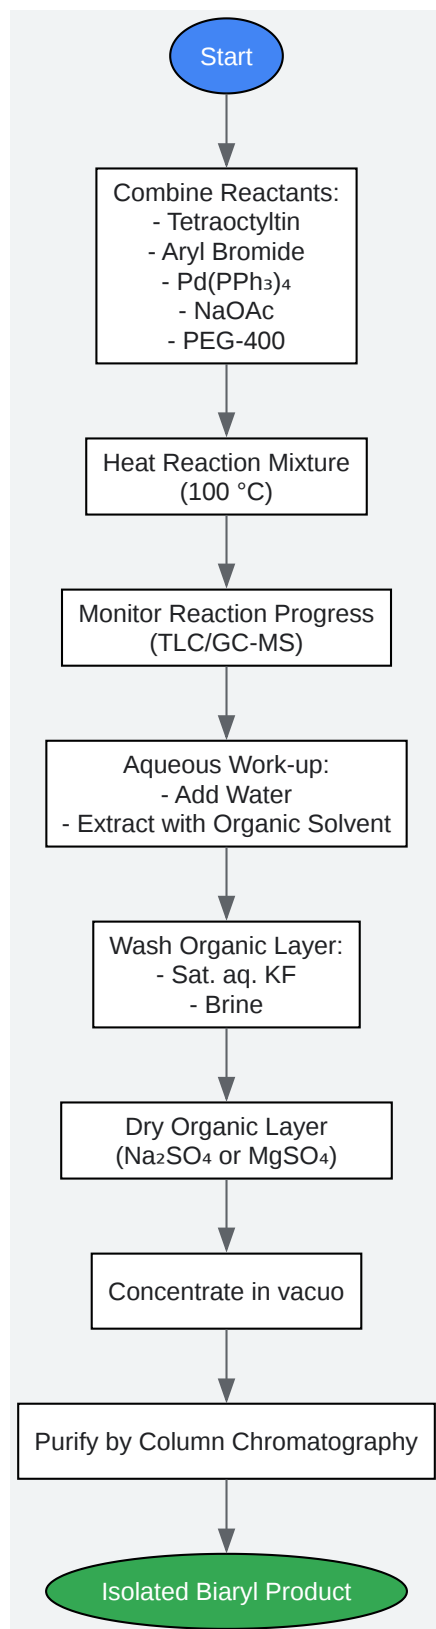 Start
Combine Reactants:
- Tetraoctyltin
- Aryl Bromide
- Pd(PPh₃)₄
- NaOAc
- PEG-400
Heat Reaction Mixture
(100 °C)
Monitor Reaction Progress
(TLC/GC-MS)
Aqueous Work-up:
- Add Water
- Extract with Organic Solvent
Wash Organic Layer:
- Sat. aq. KF
- Brine
Dry Organic Layer
(Na₂SO₄ or MgSO₄)
Concentrate in vacuo
Purify by Column Chromatography
Isolated Biaryl Product